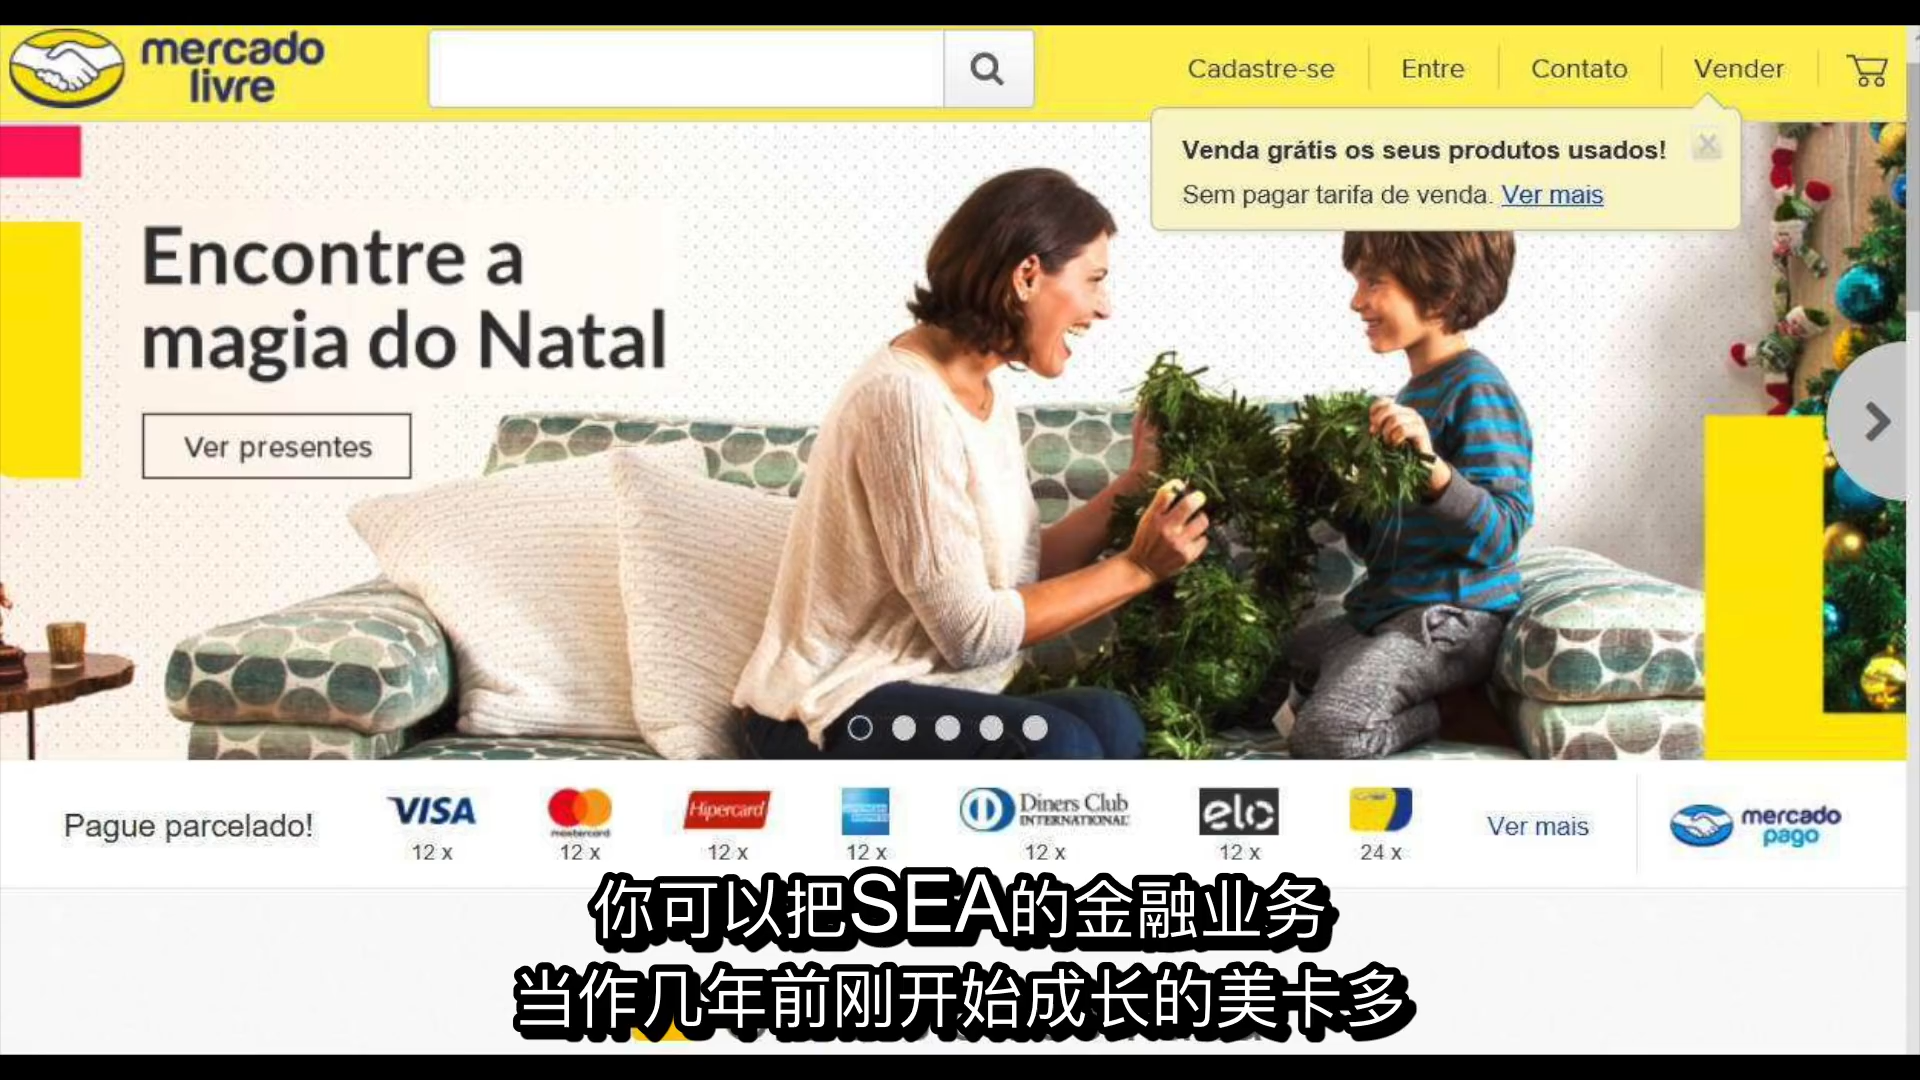 mercado
livre
Cadastre-se
Entre
Contato
Vender
Venda grátis os seus produtos usados!
Sem pagar tarifa de venda. Ver mais
Encontre a
magia do Natal
Ver presentes
Pague parcelado!
VISA
12 x
mastercard
12 x
Hipercard
12 x
12 x
Diners Club
INTERNATIONAL
12 x
elo
12 x
24 x
Ver mais
mercado
pago
你可以把SEA的金融业务
当作几年前刚开始成长的美卡多